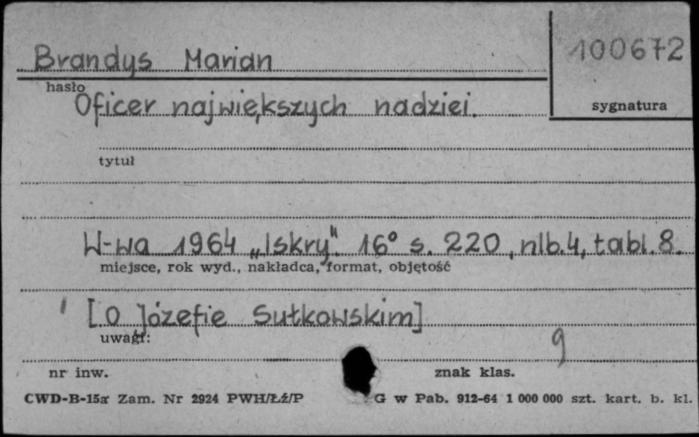 Brandys Marian 100672
hasło
Oficer największych nadziei. sygnatura
tytuł
W-wa 1964 „Iskry". 16° s. 220, nlb. 4, tabl. 8.
miejsce, rok wyd., nakładca, format, objętość
[O Józefie Sułkowskim]
uwagi:
9
nr inw. znak klas.
CWD-B-15a Zam. Nr 2924 PWH/Łź/P G w Pab. 912-64 1 000 000 szt. kart. b. kl.